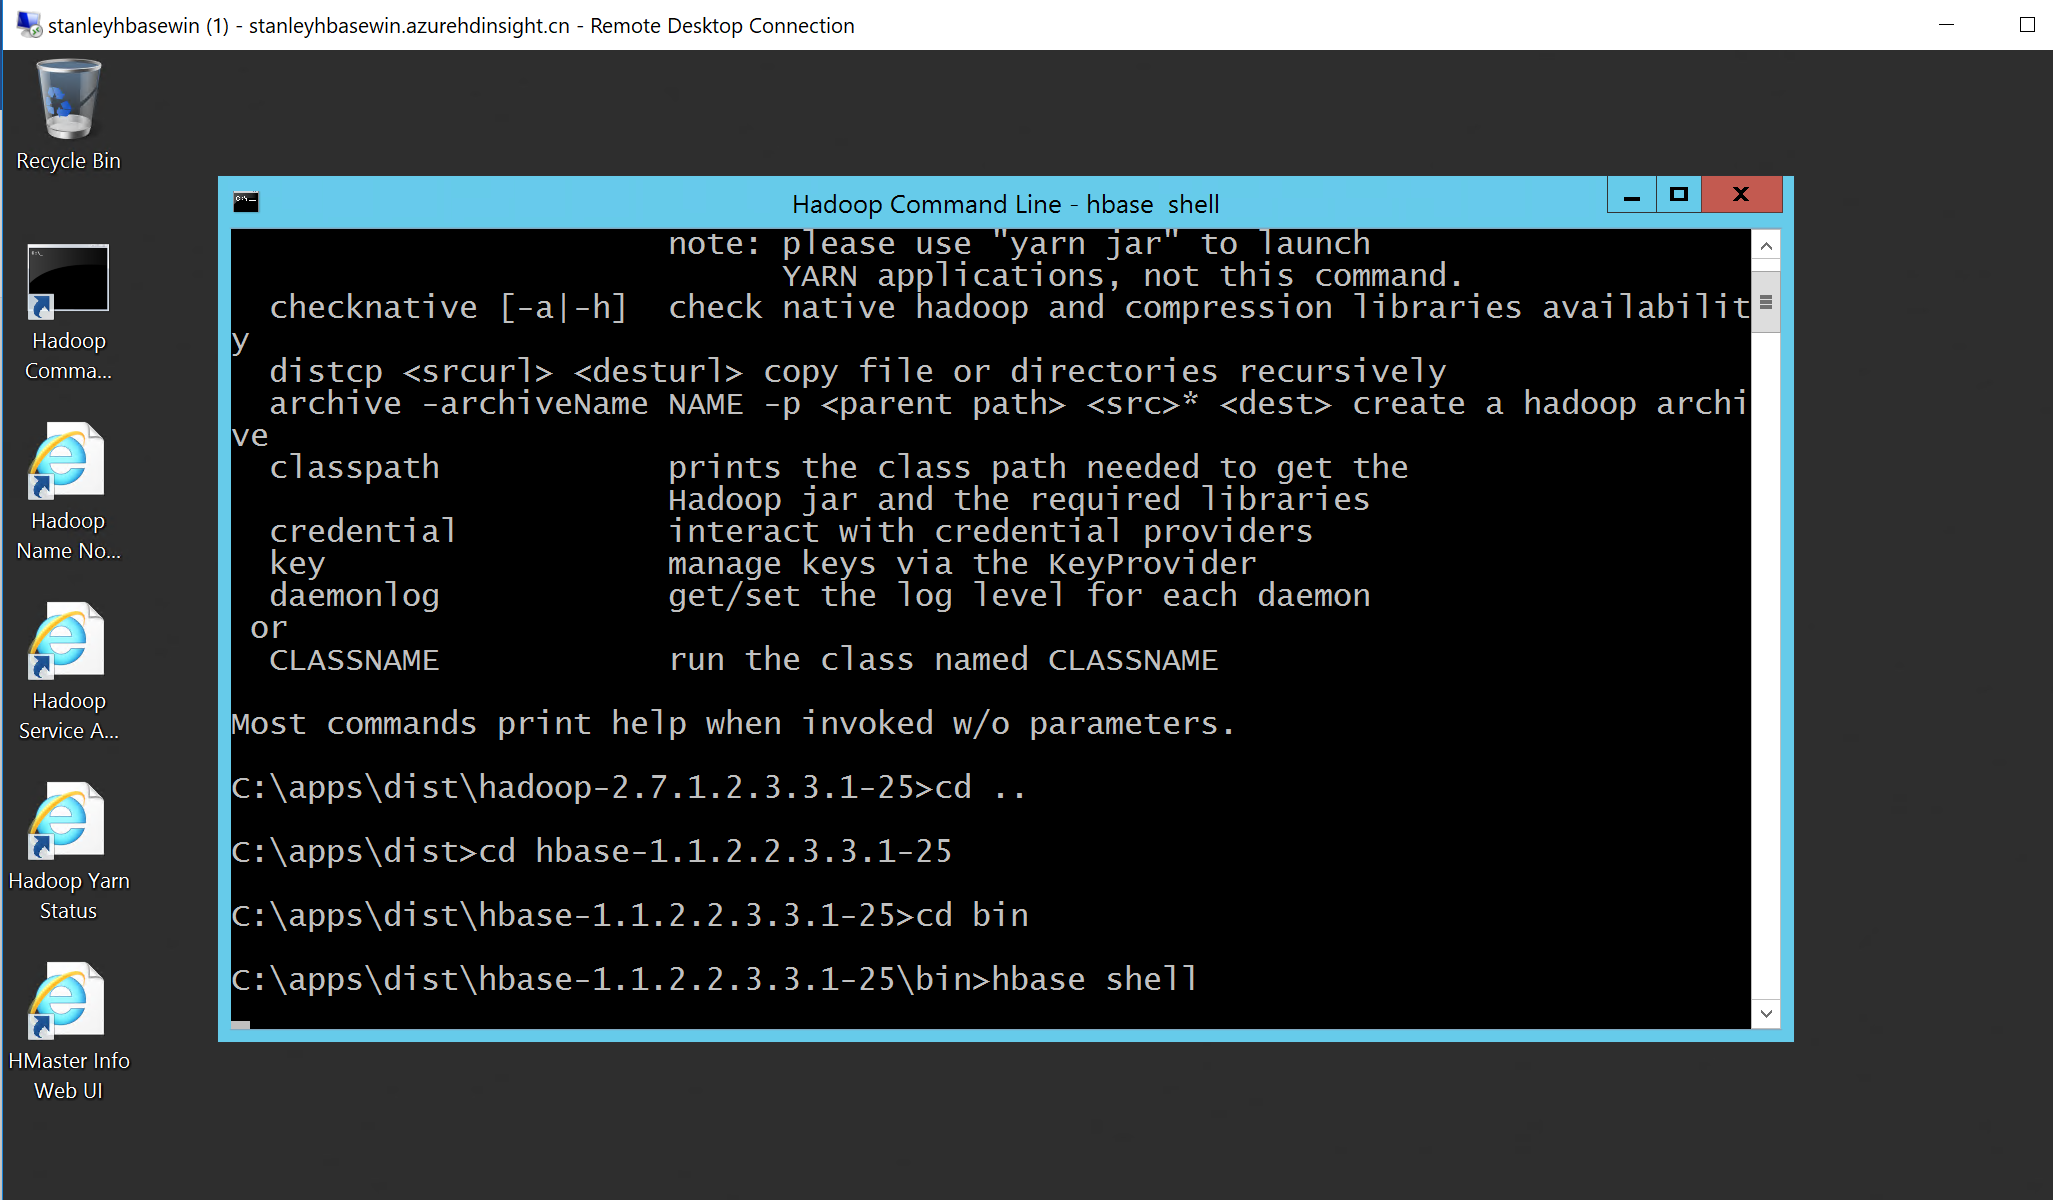 stanleyhbasewin (1) - stanleyhbasewin.azurehdinsight.cn - Remote Desktop Connection
Recycle Bin
Hadoop
Comma...
Hadoop
Name No...
Hadoop
Service A...
Hadoop Yarn
Status
HMaster Info
Web UI
Hadoop Command Line - hbase  shell
note: please use "yarn jar" to launch
YARN applications, not this command.
checknative [-a|-h]  check native hadoop and compression libraries availabilit
y
distcp <srcurl> <desturl> copy file or directories recursively
archive -archiveName NAME -p <parent path> <src>* <dest> create a hadoop archi
ve
classpath            prints the class path needed to get the
Hadoop jar and the required libraries
credential           interact with credential providers
key                  manage keys via the KeyProvider
daemonlog            get/set the log level for each daemon
or
CLASSNAME            run the class named CLASSNAME
Most commands print help when invoked w/o parameters.
C:\apps\dist\hadoop-2.7.1.2.3.3.1-25>cd ..
C:\apps\dist>cd hbase-1.1.2.2.3.3.1-25
C:\apps\dist\hbase-1.1.2.2.3.3.1-25>cd bin
C:\apps\dist\hbase-1.1.2.2.3.3.1-25\bin>hbase shell